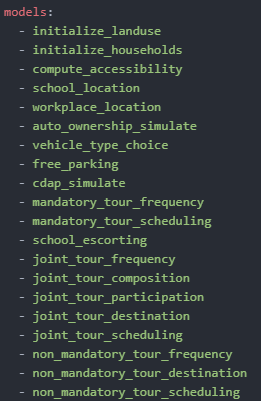 models:
- initialize_landuse
- initialize_households
- compute_accessibility
- school_location
- workplace_location
- auto_ownership_simulate
- vehicle_type_choice
- free_parking
- cdap_simulate
- mandatory_tour_frequency
- mandatory_tour_scheduling
- school_escorting
- joint_tour_frequency
- joint_tour_composition
- joint_tour_participation
- joint_tour_destination
- joint_tour_scheduling
- non_mandatory_tour_frequency
- non_mandatory_tour_destination
- non_mandatory_tour_scheduling